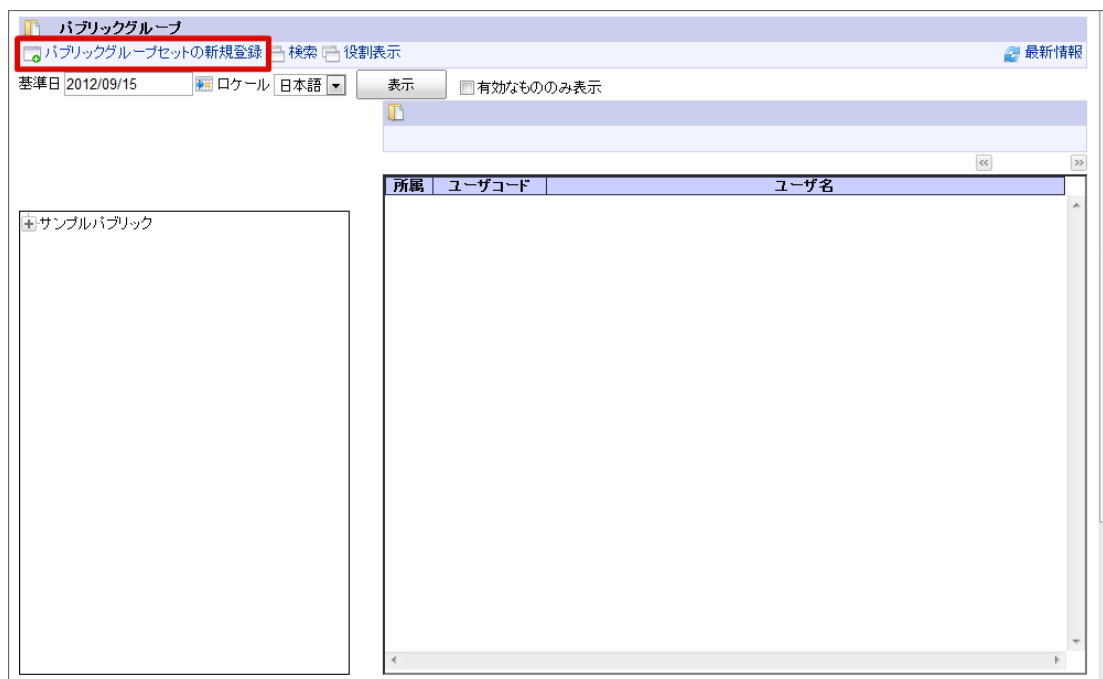 パブリックグループ
パブリックグループセットの新規登録 検索 役割表示 最新情報
基準日 2012/09/15 ロケール 日本語 表示 有効なもののみ表示
所属 ユーザコード ユーザ名
サンプルパブリック